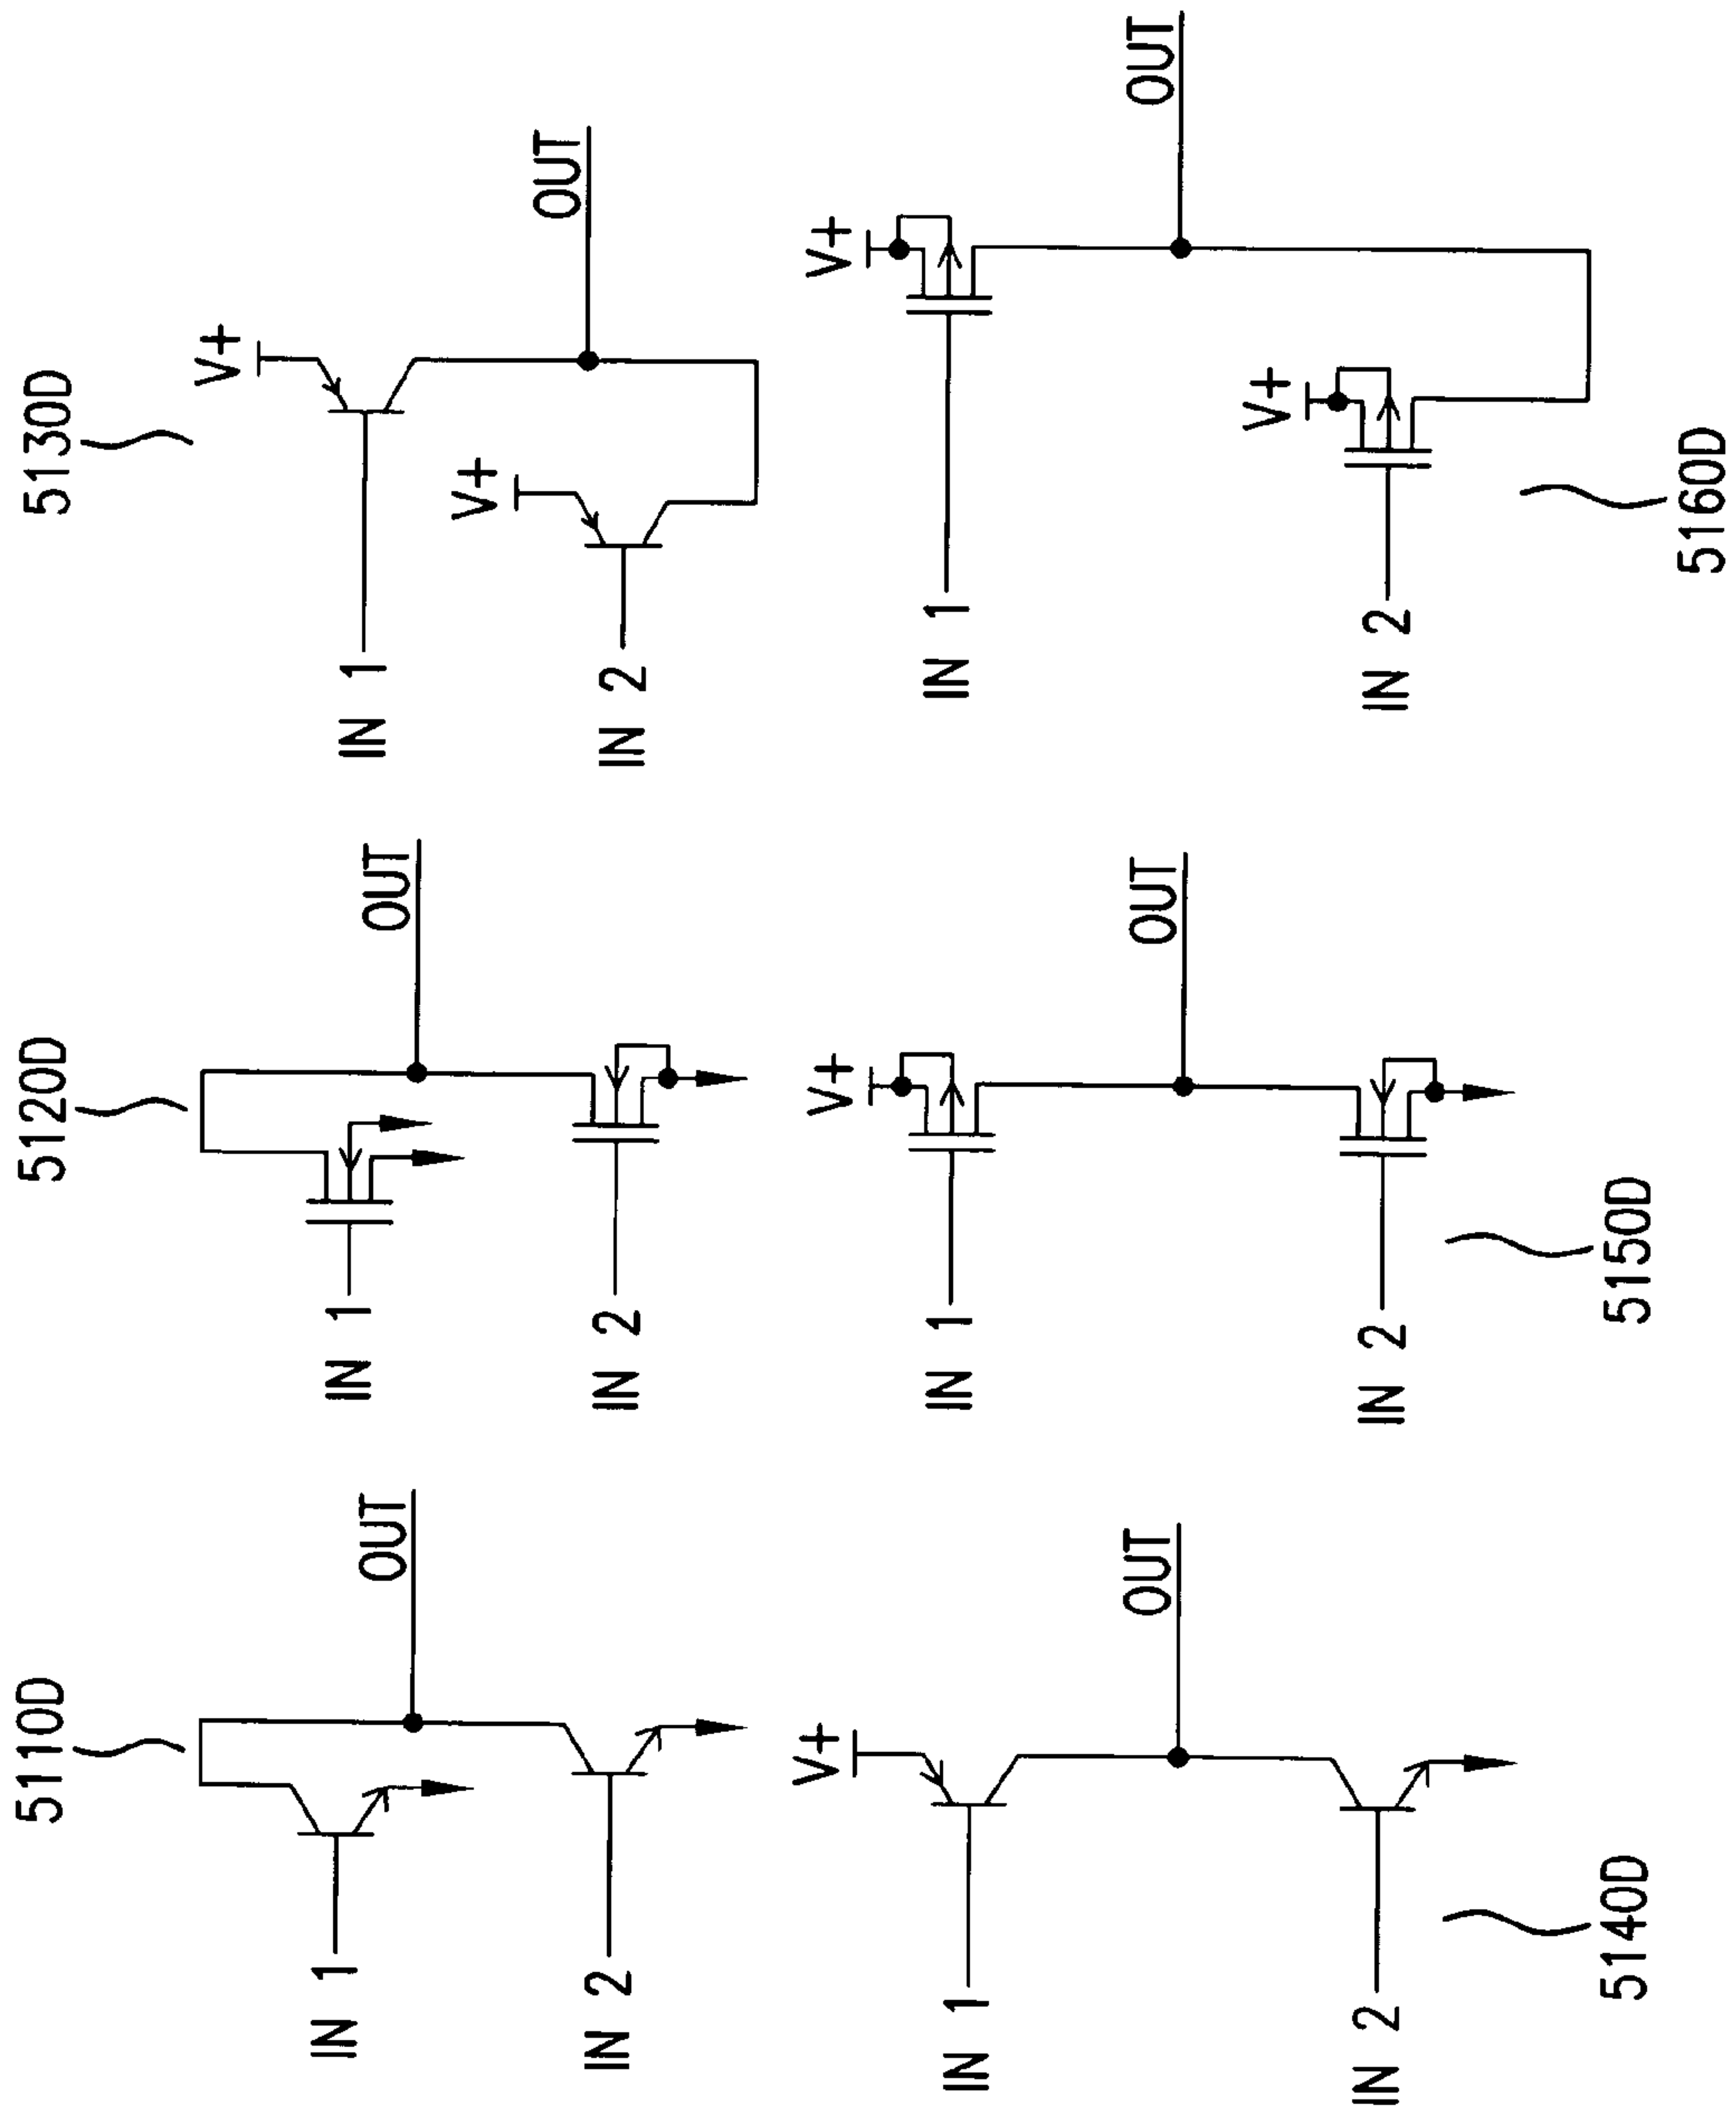 5110D
IN 1
IN 2
OUT
5120D
IN 1
IN 2
OUT
5130D
V+
IN 1
V+
IN 2
OUT
V+
IN 1
OUT
IN 2
5140D
V+
IN 1
OUT
IN 2
5150D
V+
IN 1
OUT
V+
IN 2
5160D